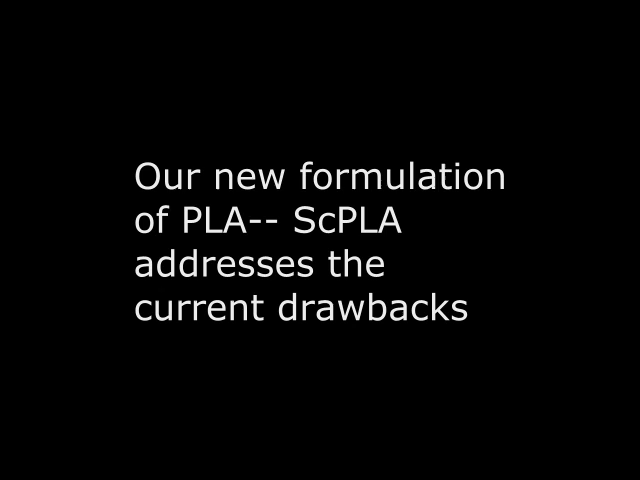 Our new formulation
of PLA-- ScPLA
addresses the
current drawbacks